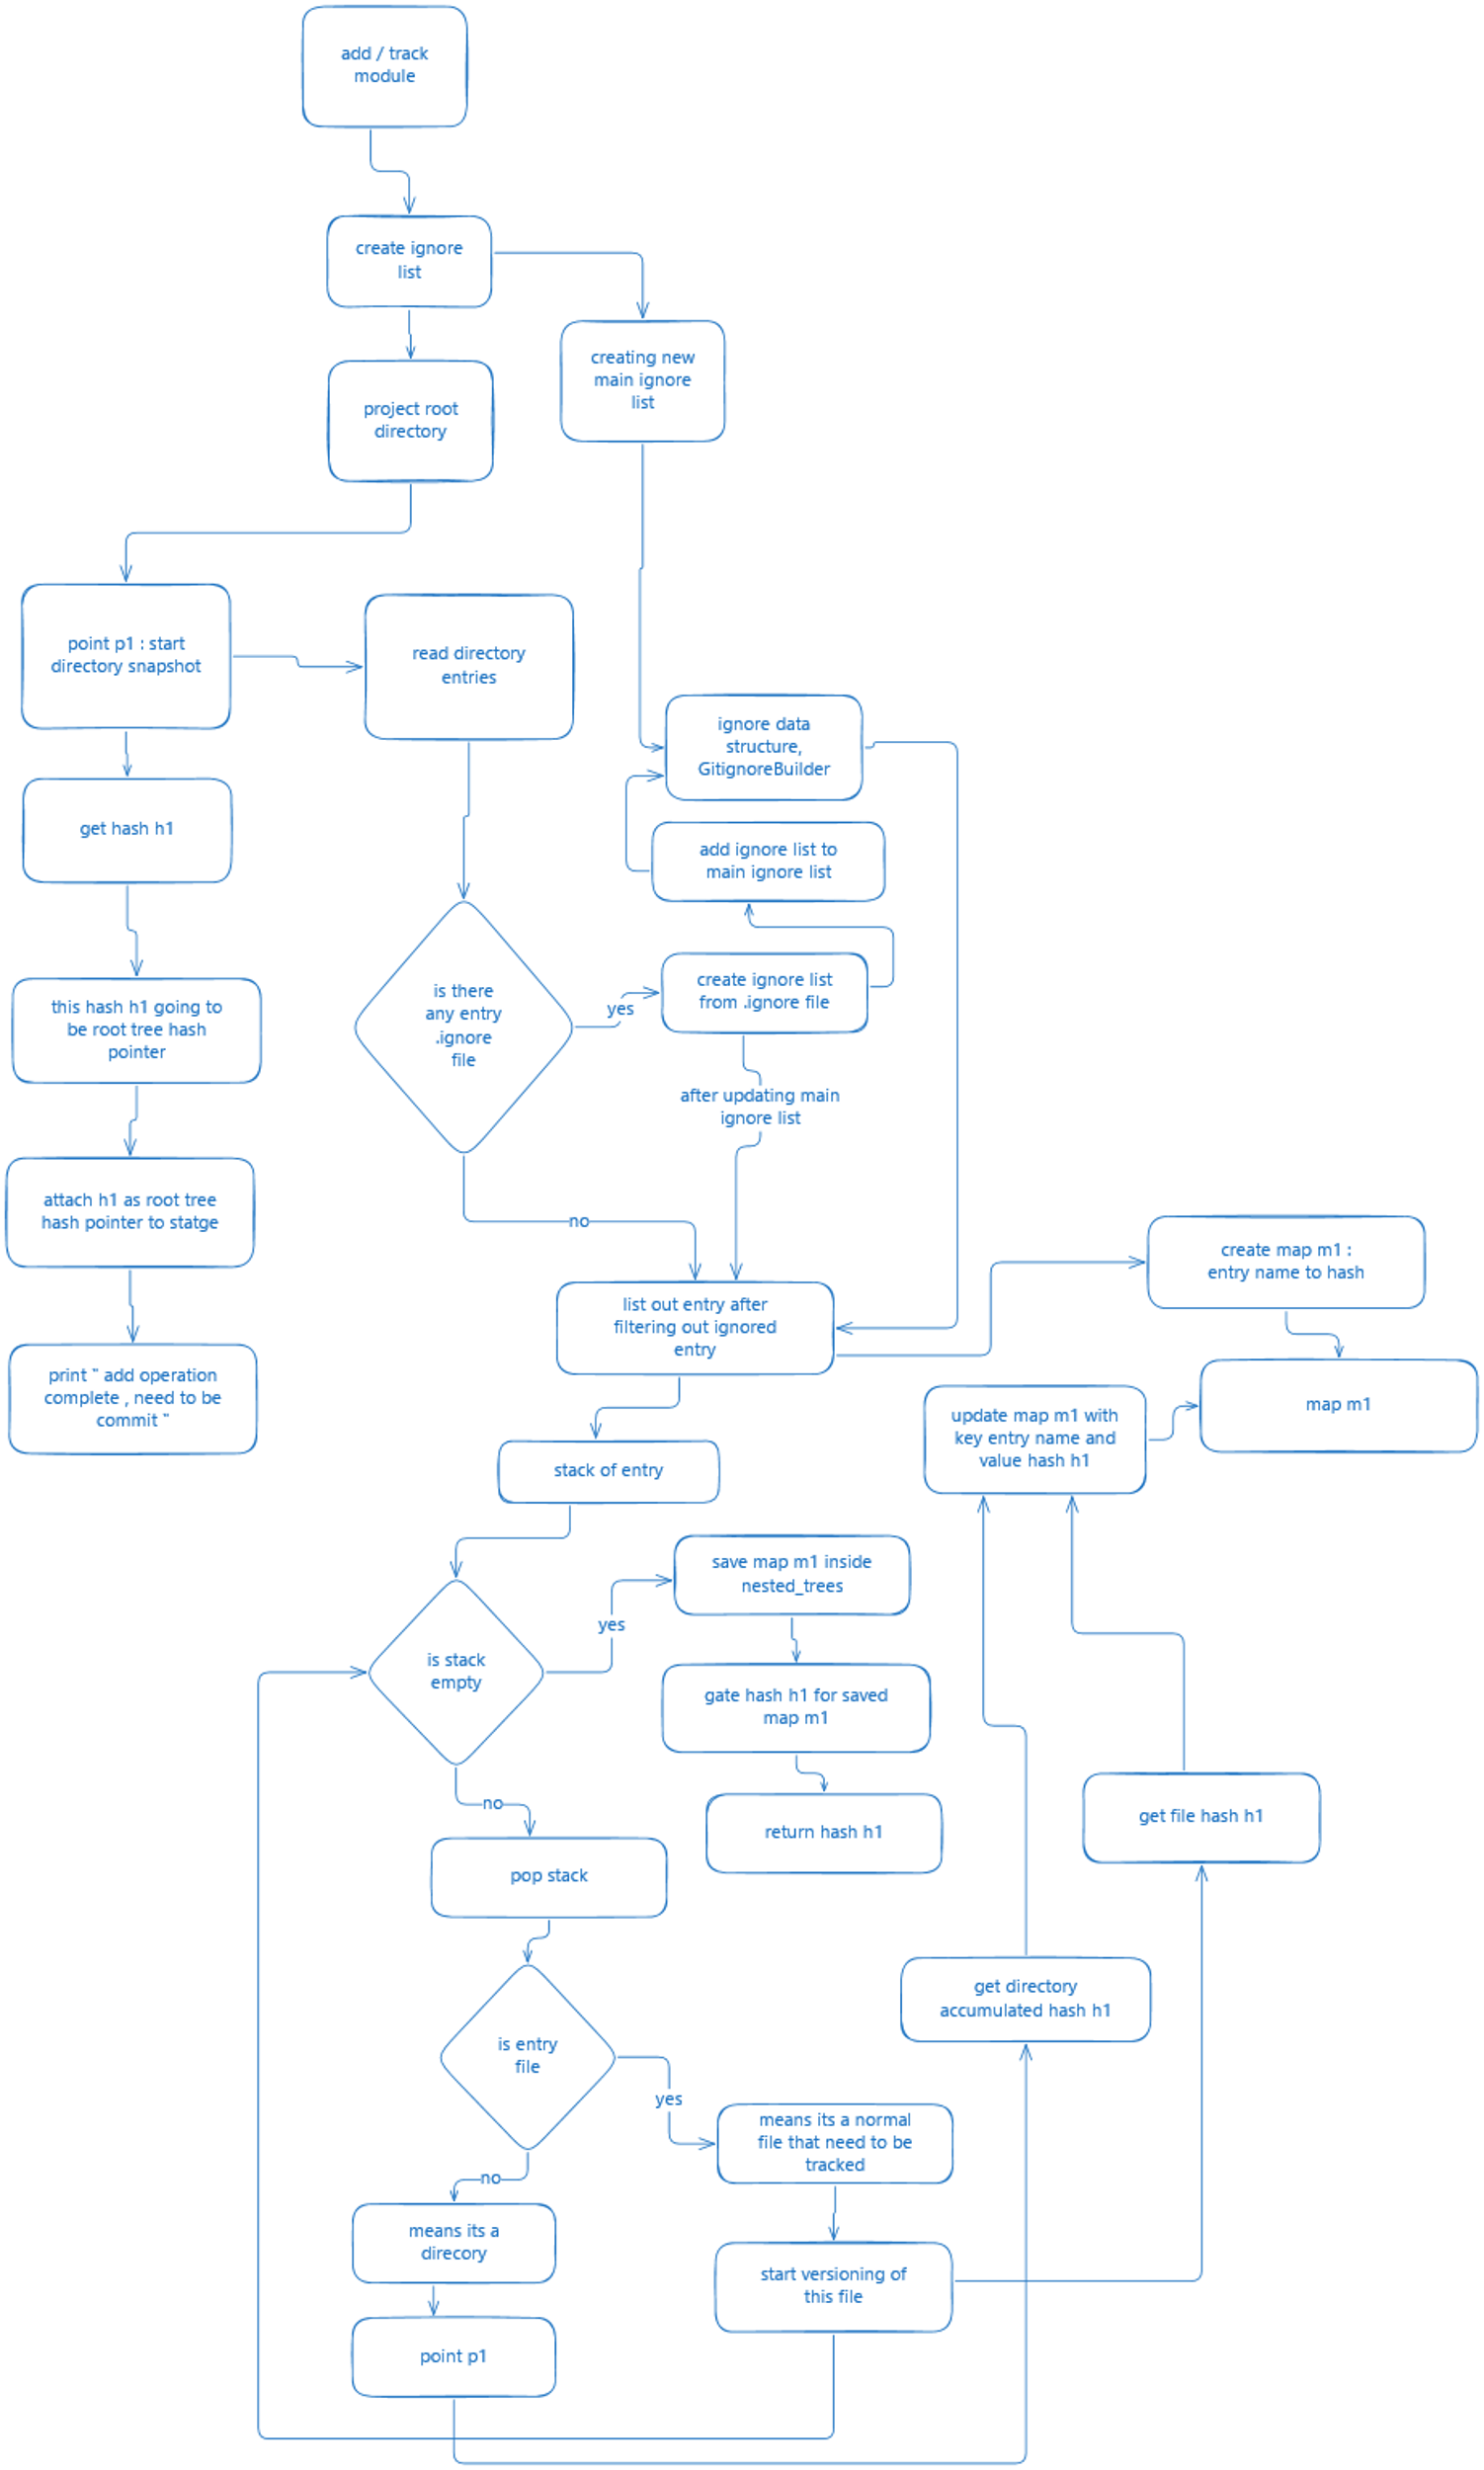 add / track
module
create ignore
list
creating new
main ignore
list
project root
directory
point p1 : start
directory snapshot
read directory
entries
ignore data
structure,
GitignoreBuilder
get hash h1
add ignore list to
main ignore list
is there
any entry
.ignore
file
yes
create ignore list
from .ignore file
this hash h1 going to
be root tree hash
pointer
after updating main
ignore list
attach h1 as root tree
hash pointer to statge
no
create map m1 :
entry name to hash
list out entry after
filtering out ignored
entry
print " add operation
complete , need to be
commit "
map m1
update map m1 with
key entry name and
value hash h1
stack of entry
save map m1 inside
nested_trees
yes
is stack
empty
gate hash h1 for saved
map m1
no
return hash h1
get file hash h1
pop stack
get directory
accumulated hash h1
is entry
file
yes
means its a normal
file that need to be
tracked
no
means its a
direcory
start versioning of
this file
point p1